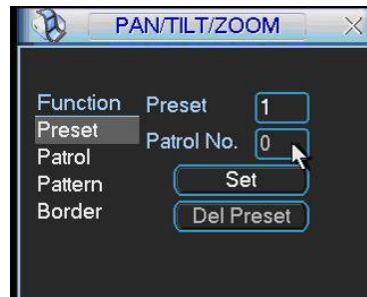 PAN/TILT/ZOOM
Function Preset 1
Preset Patrol No. 0
Patrol Set
Pattern
Border Del Preset